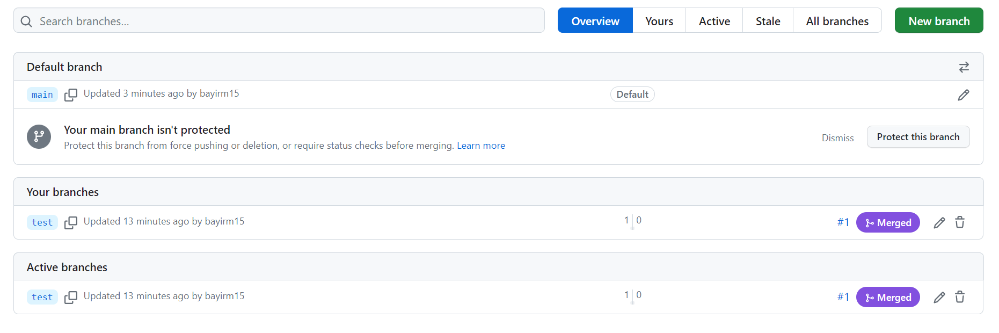 Search branches...
Overview Yours Active Stale All branches New branch
Default branch
main Updated 3 minutes ago by bayirm15 Default
Your main branch isn't protected
Protect this branch from force pushing or deletion, or require status checks before merging. Learn more
Dismiss Protect this branch
Your branches
test Updated 13 minutes ago by bayirm15 1 0 #1 Merged
Active branches
test Updated 13 minutes ago by bayirm15 1 0 #1 Merged